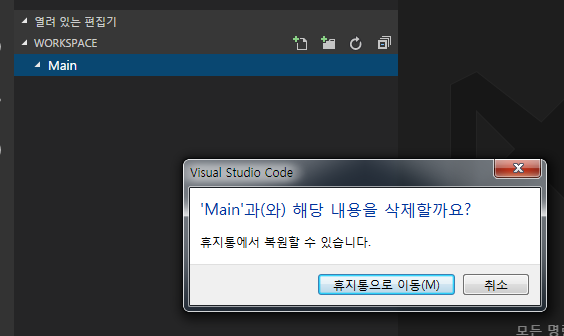 열려 있는 편집기
WORKSPACE
Main
Visual Studio Code
'Main'과(와) 해당 내용을 삭제할까요?
휴지통에서 복원할 수 있습니다.
휴지통으로 이동(M)
취소
모든